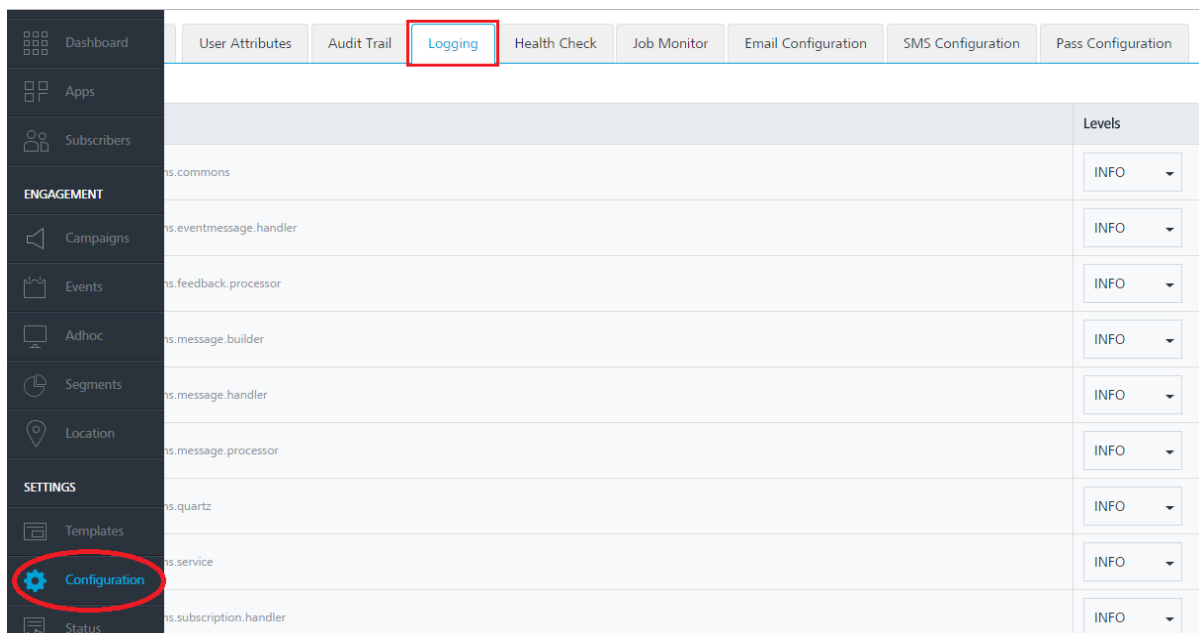 Dashboard
Apps
Subscribers
ENGAGEMENT
Campaigns
Events
Adhoc
Segments
Location
SETTINGS
Templates
Configuration
Status
User Attributes
Audit Trail
Logging
Health Check
Job Monitor
Email Configuration
SMS Configuration
Pass Configuration
Levels
ns.commons INFO
ns.eventmessage.handler INFO
ns.feedback.processor INFO
ns.message.builder INFO
ns.message.handler INFO
ns.message.processor INFO
ns.quartz INFO
ns.service INFO
ns.subscription.handler INFO